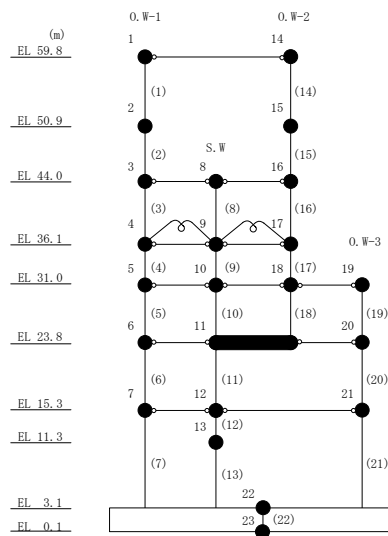 O.W-1 O.W-2
(m)
EL 59.8 1 14
(1) (14)
EL 50.9 2 15
(2) (15)
S.W
EL 44.0 3 8 16
(3) (8) (16)
EL 36.1 4 9 17
O.W-3
(4) (9) (17)
EL 31.0 5 10 18 19
(5) (10) (18) (19)
EL 23.8 6 11 20
(6) (11) (20)
EL 15.3 7 12 21
(12)
EL 11.3 13
(7) (13) (21)
EL 3.1 22
EL 0.1 23 (22)